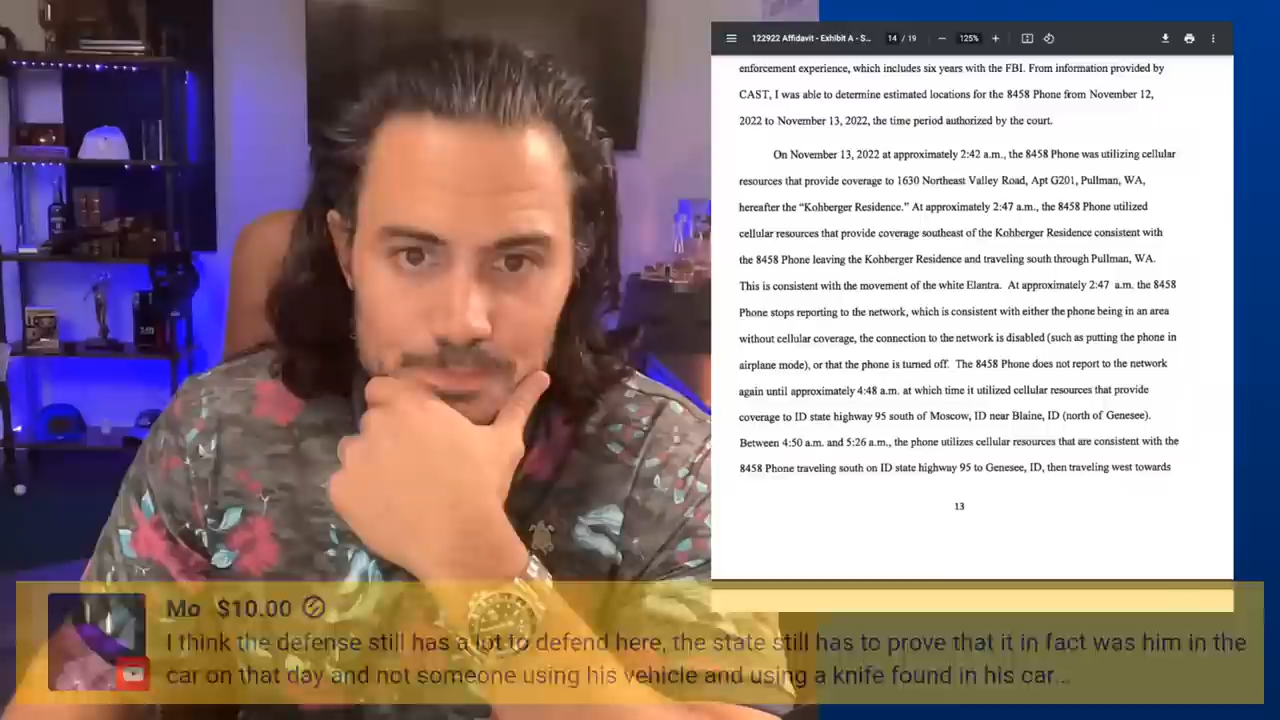 122922 Affidavit - Exhibit A - S...
14 / 19
125%
enforcement experience, which includes six years with the FBI. From information provided by
CAST, I was able to determine estimated locations for the 8458 Phone from November 12,
2022 to November 13, 2022, the time period authorized by the court.
On November 13, 2022 at approximately 2:42 a.m., the 8458 Phone was utilizing cellular
resources that provide coverage to 1630 Northeast Valley Road, Apt G201, Pullman, WA,
hereafter the “Kohberger Residence.” At approximately 2:47 a.m., the 8458 Phone utilized
cellular resources that provide coverage southeast of the Kohberger Residence consistent with
the 8458 Phone leaving the Kohberger Residence and traveling south through Pullman, WA.
This is consistent with the movement of the white Elantra. At approximately 2:47 a.m. the 8458
Phone stops reporting to the network, which is consistent with either the phone being in an area
without cellular coverage, the connection to the network is disabled (such as putting the phone in
airplane mode), or that the phone is turned off. The 8458 Phone does not report to the network
again until approximately 4:48 a.m. at which time it utilized cellular resources that provide
coverage to ID state highway 95 south of Moscow, ID near Blaine, ID (north of Genesee).
Between 4:50 a.m. and 5:26 a.m., the phone utilizes cellular resources that are consistent with the
8458 Phone traveling south on ID state highway 95 to Genesee, ID, then traveling west towards
13
Mo $10.00
I think the defense still has a lot to defend here, the state still has to prove that it in fact was him in the
car on that day and not someone using his vehicle and using a knife found in his car...